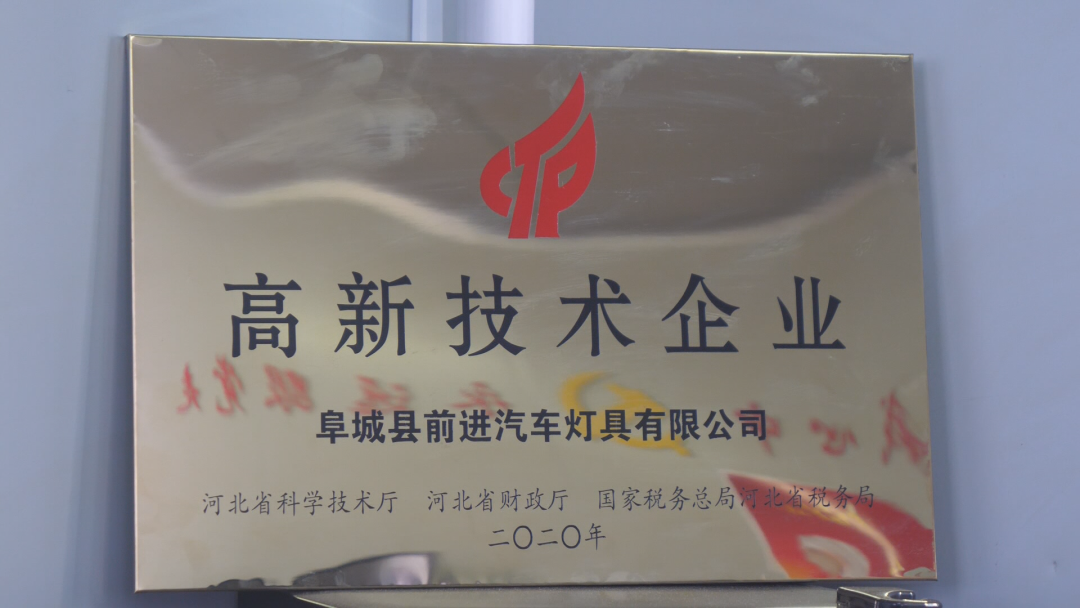 CTP
高新技术企业
阜城县前进汽车灯具有限公司
河北省科学技术厅 河北省财政厅 国家税务总局河北省税务局
二〇二〇年